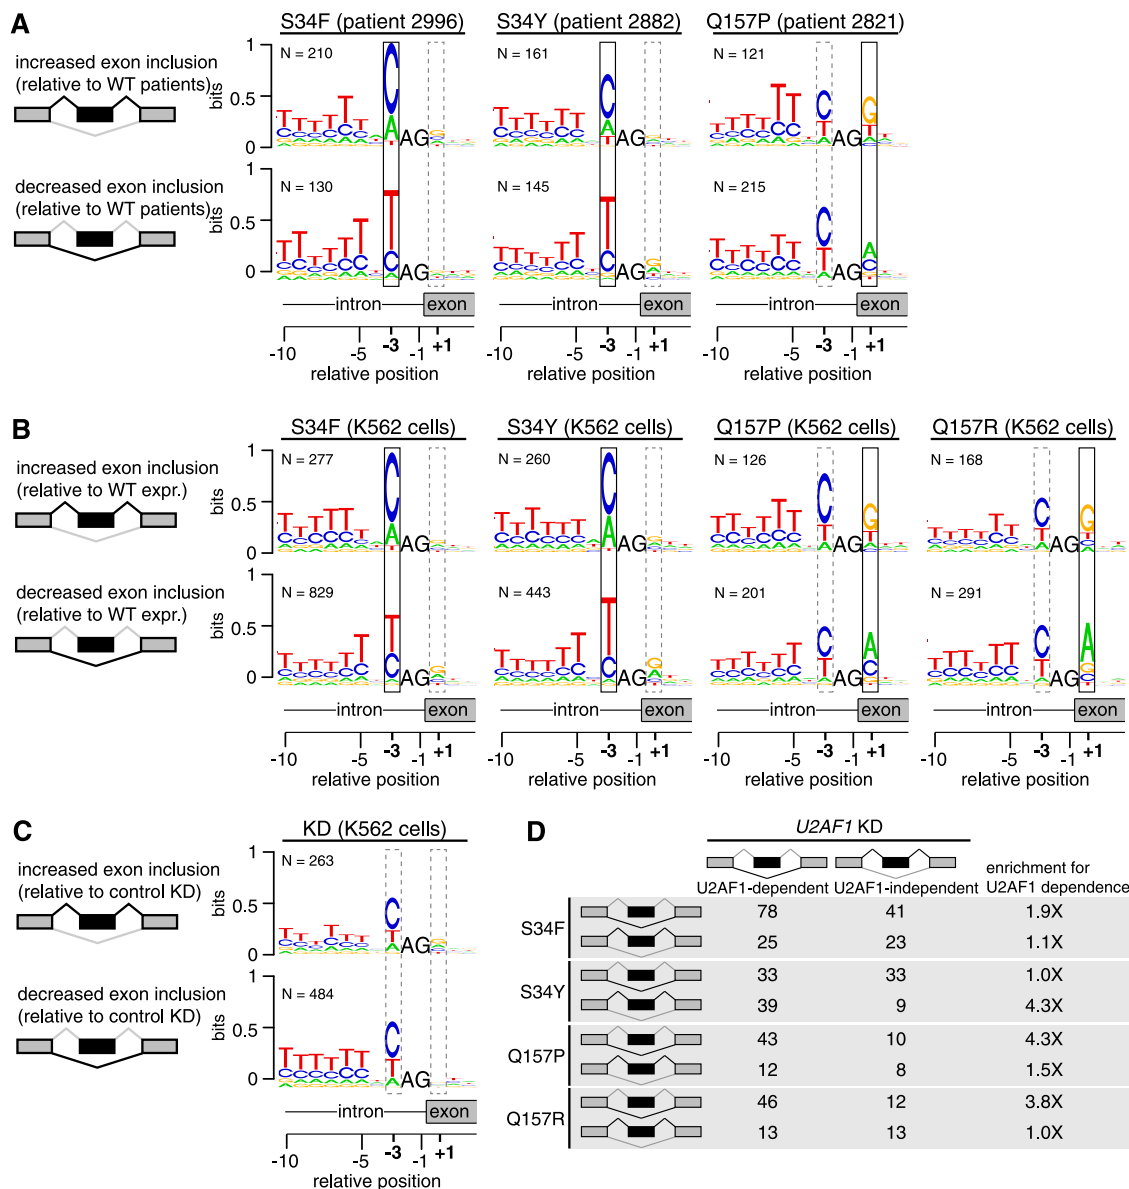 A
S34F (patient 2996)
S34Y (patient 2882)
Q157P (patient 2821)
increased exon inclusion
(relative to WT patients)
bits
1
0.5
0
N = 210
AG
N = 161
AG
N = 121
AG
decreased exon inclusion
(relative to WT patients)
bits
1
0.5
0
N = 130
AG
N = 145
AG
N = 215
AG
intron exon
intron exon
intron exon
-10 -5 -3 -1 +1
-10 -5 -3 -1 +1
-10 -5 -3 -1 +1
relative position
relative position
relative position
B
S34F (K562 cells)
S34Y (K562 cells)
Q157P (K562 cells)
Q157R (K562 cells)
increased exon inclusion
(relative to WT expr.)
bits
1
0.5
0
N = 277
AG
N = 260
AG
N = 126
AG
N = 168
AG
decreased exon inclusion
(relative to WT expr.)
bits
1
0.5
0
N = 829
AG
N = 443
AG
N = 201
AG
N = 291
AG
intron exon
intron exon
intron exon
intron exon
-10 -5 -3 -1 +1
-10 -5 -3 -1 +1
-10 -5 -3 -1 +1
-10 -5 -3 -1 +1
relative position
relative position
relative position
relative position
C
KD (K562 cells)
increased exon inclusion
(relative to control KD)
bits
1
0.5
0
N = 263
AG
decreased exon inclusion
(relative to control KD)
bits
1
0.5
0
N = 484
AG
intron exon
-10 -5 -3 -1 +1
relative position
D
U2AF1 KD
U2AF1-dependent
U2AF1-independent
enrichment for
U2AF1 dependence
S34F
78 41 1.9X
25 23 1.1X
S34Y
33 33 1.0X
39 9 4.3X
Q157P
43 10 4.3X
12 8 1.5X
Q157R
46 12 3.8X
13 13 1.0X